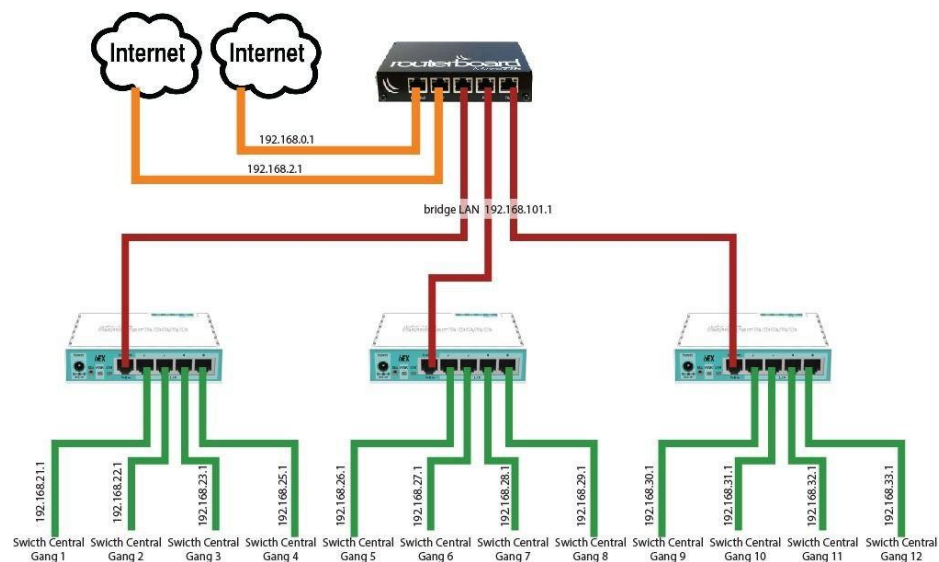 Internet
Internet
routerboard
192.168.0.1
192.168.2.1
bridge LAN 192.168.101.1
hEX
hEX
hEX
192.168.21.1
192.168.22.1
192.168.23.1
192.168.25.1
192.168.26.1
192.168.27.1
192.168.28.1
192.168.29.1
192.168.30.1
192.168.31.1
192.168.32.1
192.168.33.1
Swicth Central
Gang 1
Swicth Central
Gang 2
Swicth Central
Gang 3
Swicth Central
Gang 4
Swicth Central
Gang 5
Swicth Central
Gang 6
Swicth Central
Gang 7
Swicth Central
Gang 8
Swicth Central
Gang 9
Swicth Central
Gang 10
Swicth Central
Gang 11
Swicth Central
Gang 12